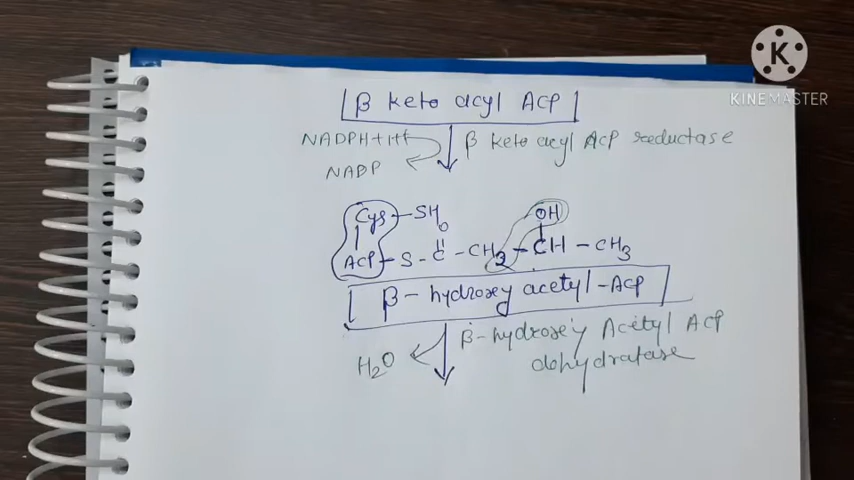 β keto acyl ACP
NADPH+H+
β keto acyl ACP reductase
NADP
Cys - SH
O OH
ACP - S - C - CH2 - CH - CH3
β - hydroxy acetyl - ACP
β-hydroxy Acetyl ACP
H2O
dehydratase
K
KINEMASTER